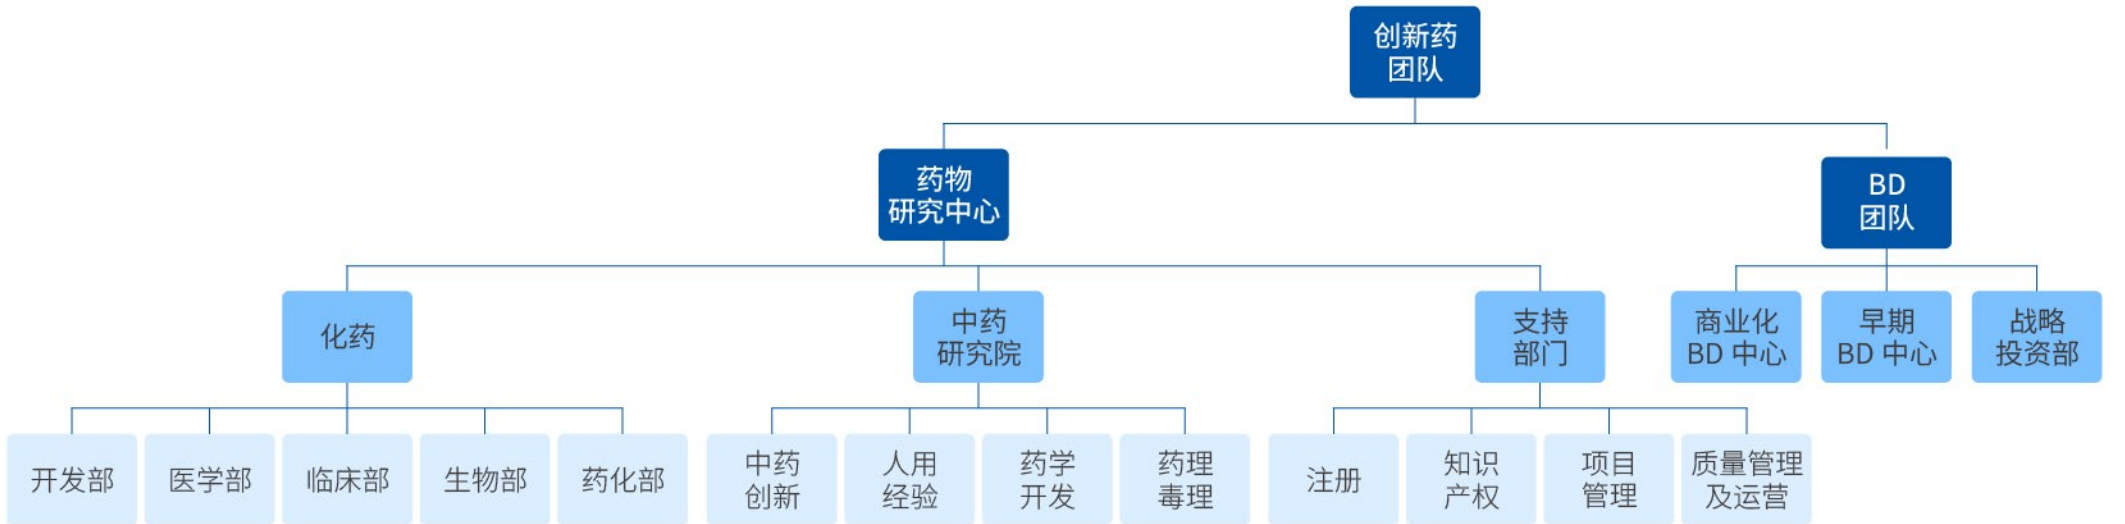 创新药
团队
药物
研究中心
BD
团队
化药
中药
研究院
支持
部门
商业化
BD 中心
早期
BD 中心
战略
投资部
开发部
医学部
临床部
生物部
药化部
中药
创新
人用
经验
药学
开发
药理
毒理
注册
知识
产权
项目
管理
质量管理
及运营